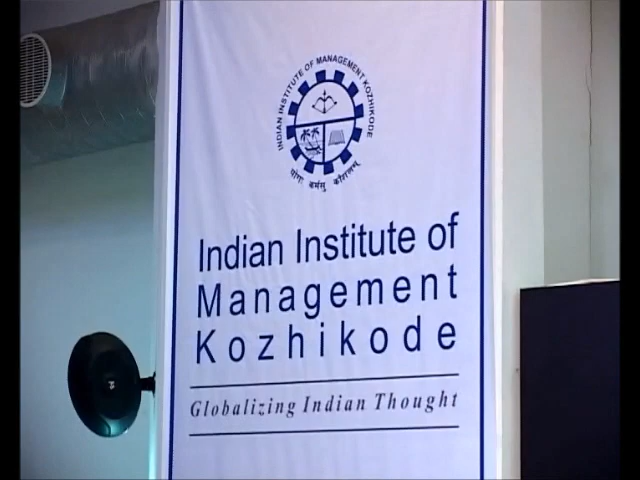 INDIAN INSTITUTE OF MANAGEMENT KOZHIKODE
योगः कर्मसु कौशलम्
Indian Institute of
Management
Kozhikode
Globalizing Indian Thought